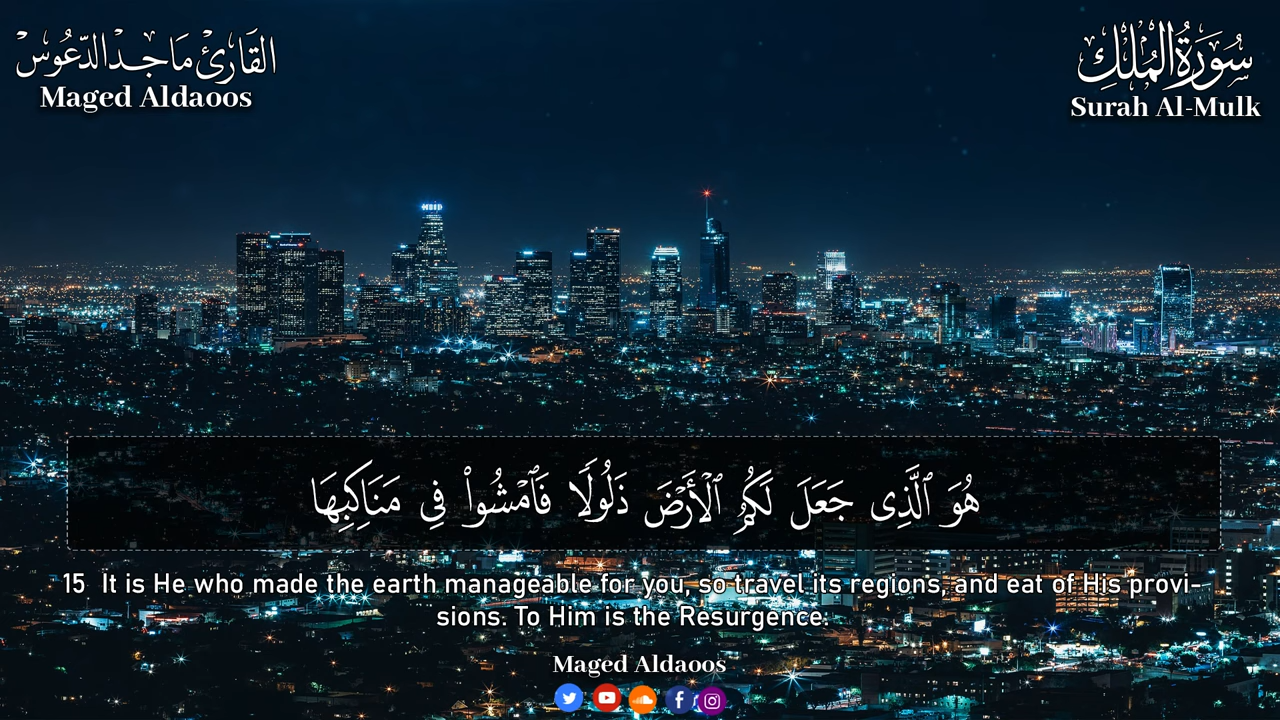 القَارِئ مَاجِد الدّعُوسْ
Maged Aldaoos
سُورَةُ المُلْكِ
Surah Al-Mulk
هُوَ ٱلَّذِى جَعَلَ لَكُمُ ٱلْأَرْضَ ذَلُولًا فَٱمْشُوا۟ فِى مَنَاكِبِهَا
15 It is He who made the earth manageable for you, so travel its regions, and eat of His provi-
sions. To Him is the Resurgence.
Maged Aldaoos